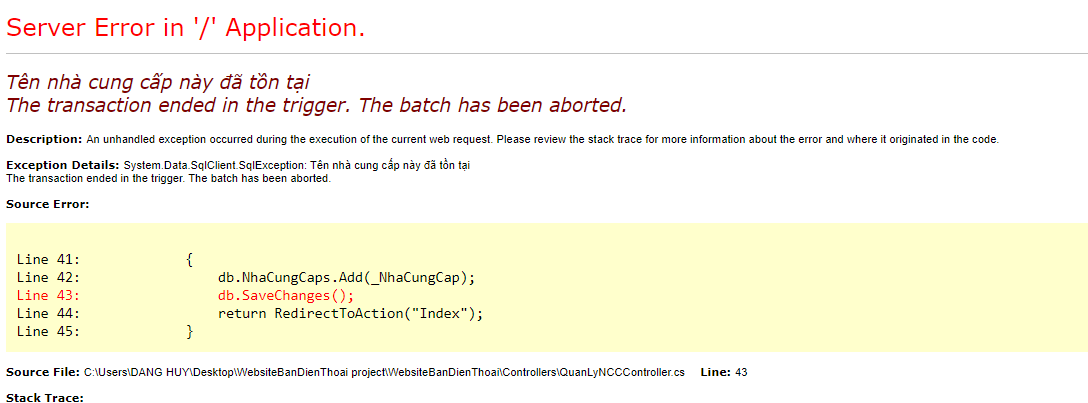 Server Error in '/' Application.
Tên nhà cung cấp này đã tồn tại
The transaction ended in the trigger. The batch has been aborted.
Description: An unhandled exception occurred during the execution of the current web request. Please review the stack trace for more information about the error and where it originated in the code.
Exception Details: System.Data.SqlClient.SqlException: Tên nhà cung cấp này đã tồn tại
The transaction ended in the trigger. The batch has been aborted.
Source Error:
Line 41:             {
Line 42:                 db.NhaCungCaps.Add(_NhaCungCap);
Line 43:                 db.SaveChanges();
Line 44:                 return RedirectToAction("Index");
Line 45:             }
Source File: C:\Users\DANG HUY\Desktop\WebsiteBanDienThoai project\WebsiteBanDienThoai\Controllers\QuanLyNCCController.cs    Line: 43
Stack Trace: